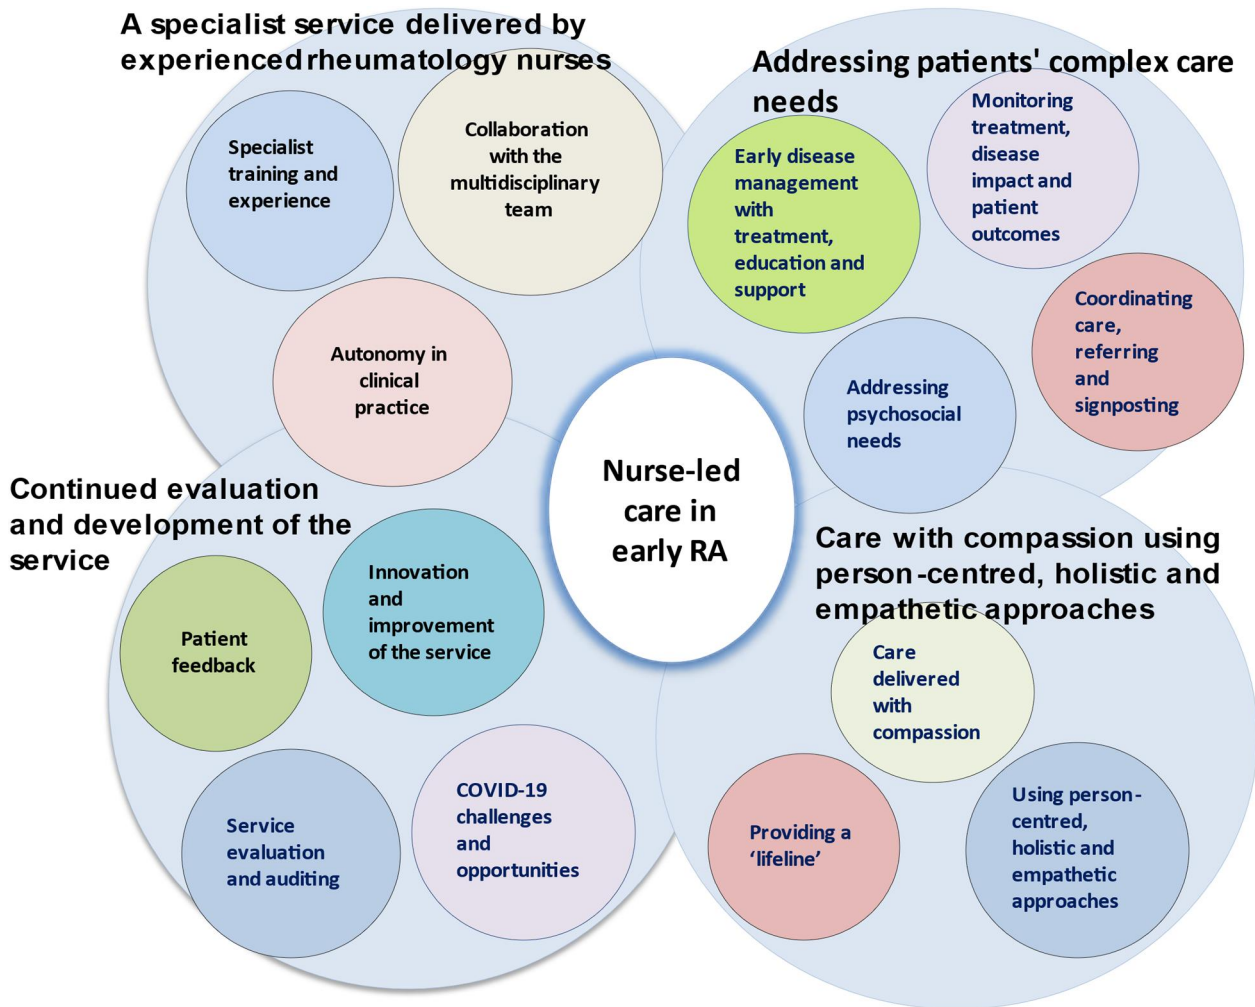 A specialist service delivered by
experienced rheumatology nurses
Specialist
training and
experience
Collaboration
with the
multidisciplinary
team
Autonomy in
clinical
practice
Addressing patients' complex care
needs
Early disease
management
with
treatment,
education and
support
Monitoring
treatment,
disease
impact and
patient
outcomes
Coordinating
care,
referring
and
signposting
Addressing
psychosocial
needs
Nurse-led
care in
early RA
Continued evaluation
and development of the
service
Patient
feedback
Innovation
and
improvement
of the service
Service
evaluation
and auditing
COVID-19
challenges
and
opportunities
Care with compassion using
person-centred, holistic and
empathetic approaches
Care
delivered
with
compassion
Providing a
‘lifeline’
Using person-
centred,
holistic and
empathetic
approaches